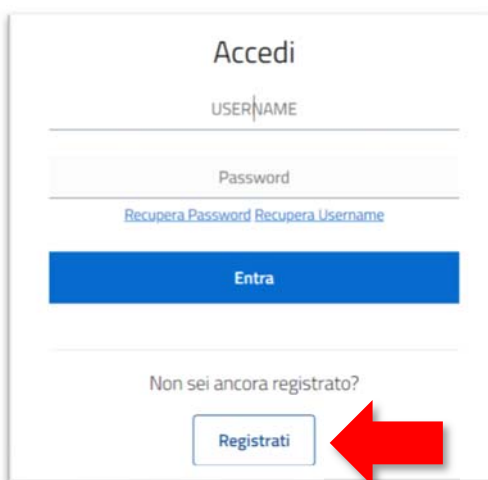 Accedi
USERNAME
Password
Recupera Password Recupera Username
Entra
Non sei ancora registrato?
Registrati